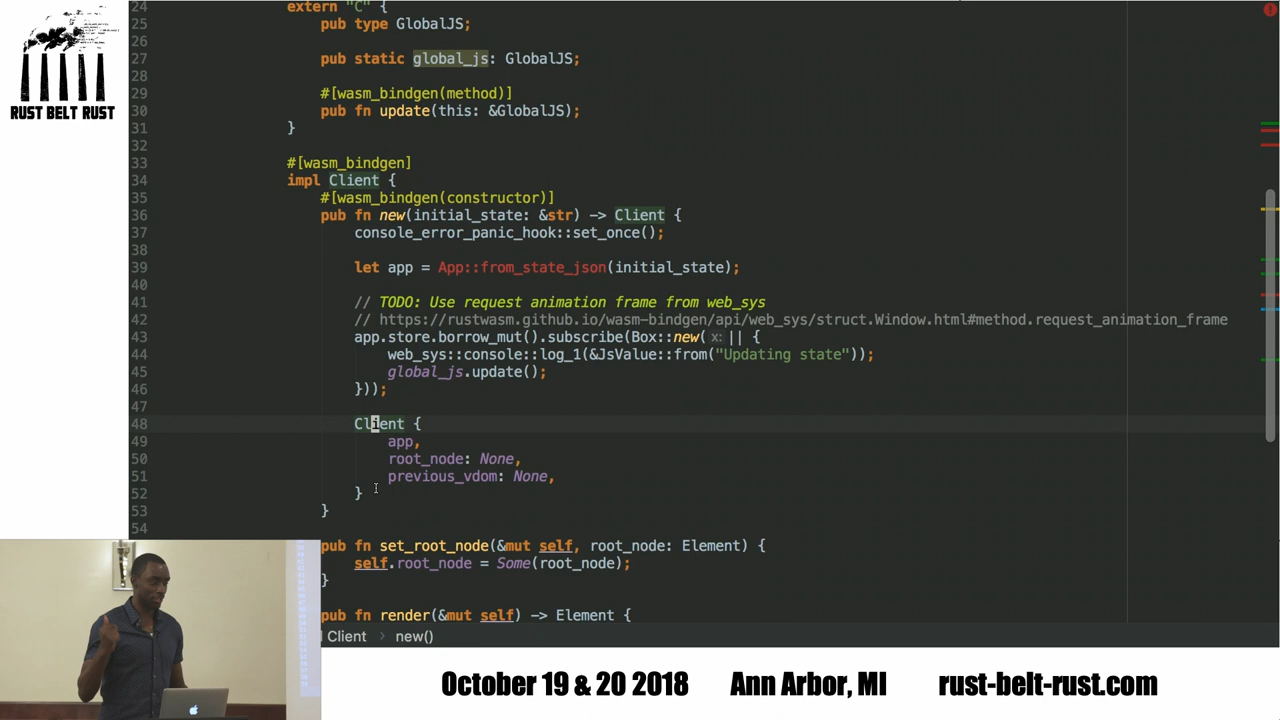 RUST BELT RUST
24 extern "C" {
25 pub type GlobalJS;
26
27 pub static global_js: GlobalJS;
28
29 #[wasm_bindgen(method)]
30 pub fn update(this: &GlobalJS);
31 }
32
33 #[wasm_bindgen]
34 impl Client {
35 #[wasm_bindgen(constructor)]
36 pub fn new(initial_state: &str) -> Client {
37 console_error_panic_hook::set_once();
38
39 let app = App::from_state_json(initial_state);
40
41 // TODO: Use request animation frame from web_sys
42 // https://rustwasm.github.io/wasm-bindgen/api/web_sys/struct.Window.html#method.request_animation_frame
43 app.store.borrow_mut().subscribe(Box::new( x: || {
44 web_sys::console::log_1(&JsValue::from("Updating state"));
45 global_js.update();
46 }));
47
48 Client {
49 app,
50 root_node: None,
51 previous_vdom: None,
52 }
53 }
54
pub fn set_root_node(&mut self, root_node: Element) {
self.root_node = Some(root_node);
}
pub fn render(&mut self) -> Element {
Client > new()
October 19 & 20 2018 Ann Arbor, MI rust-belt-rust.com